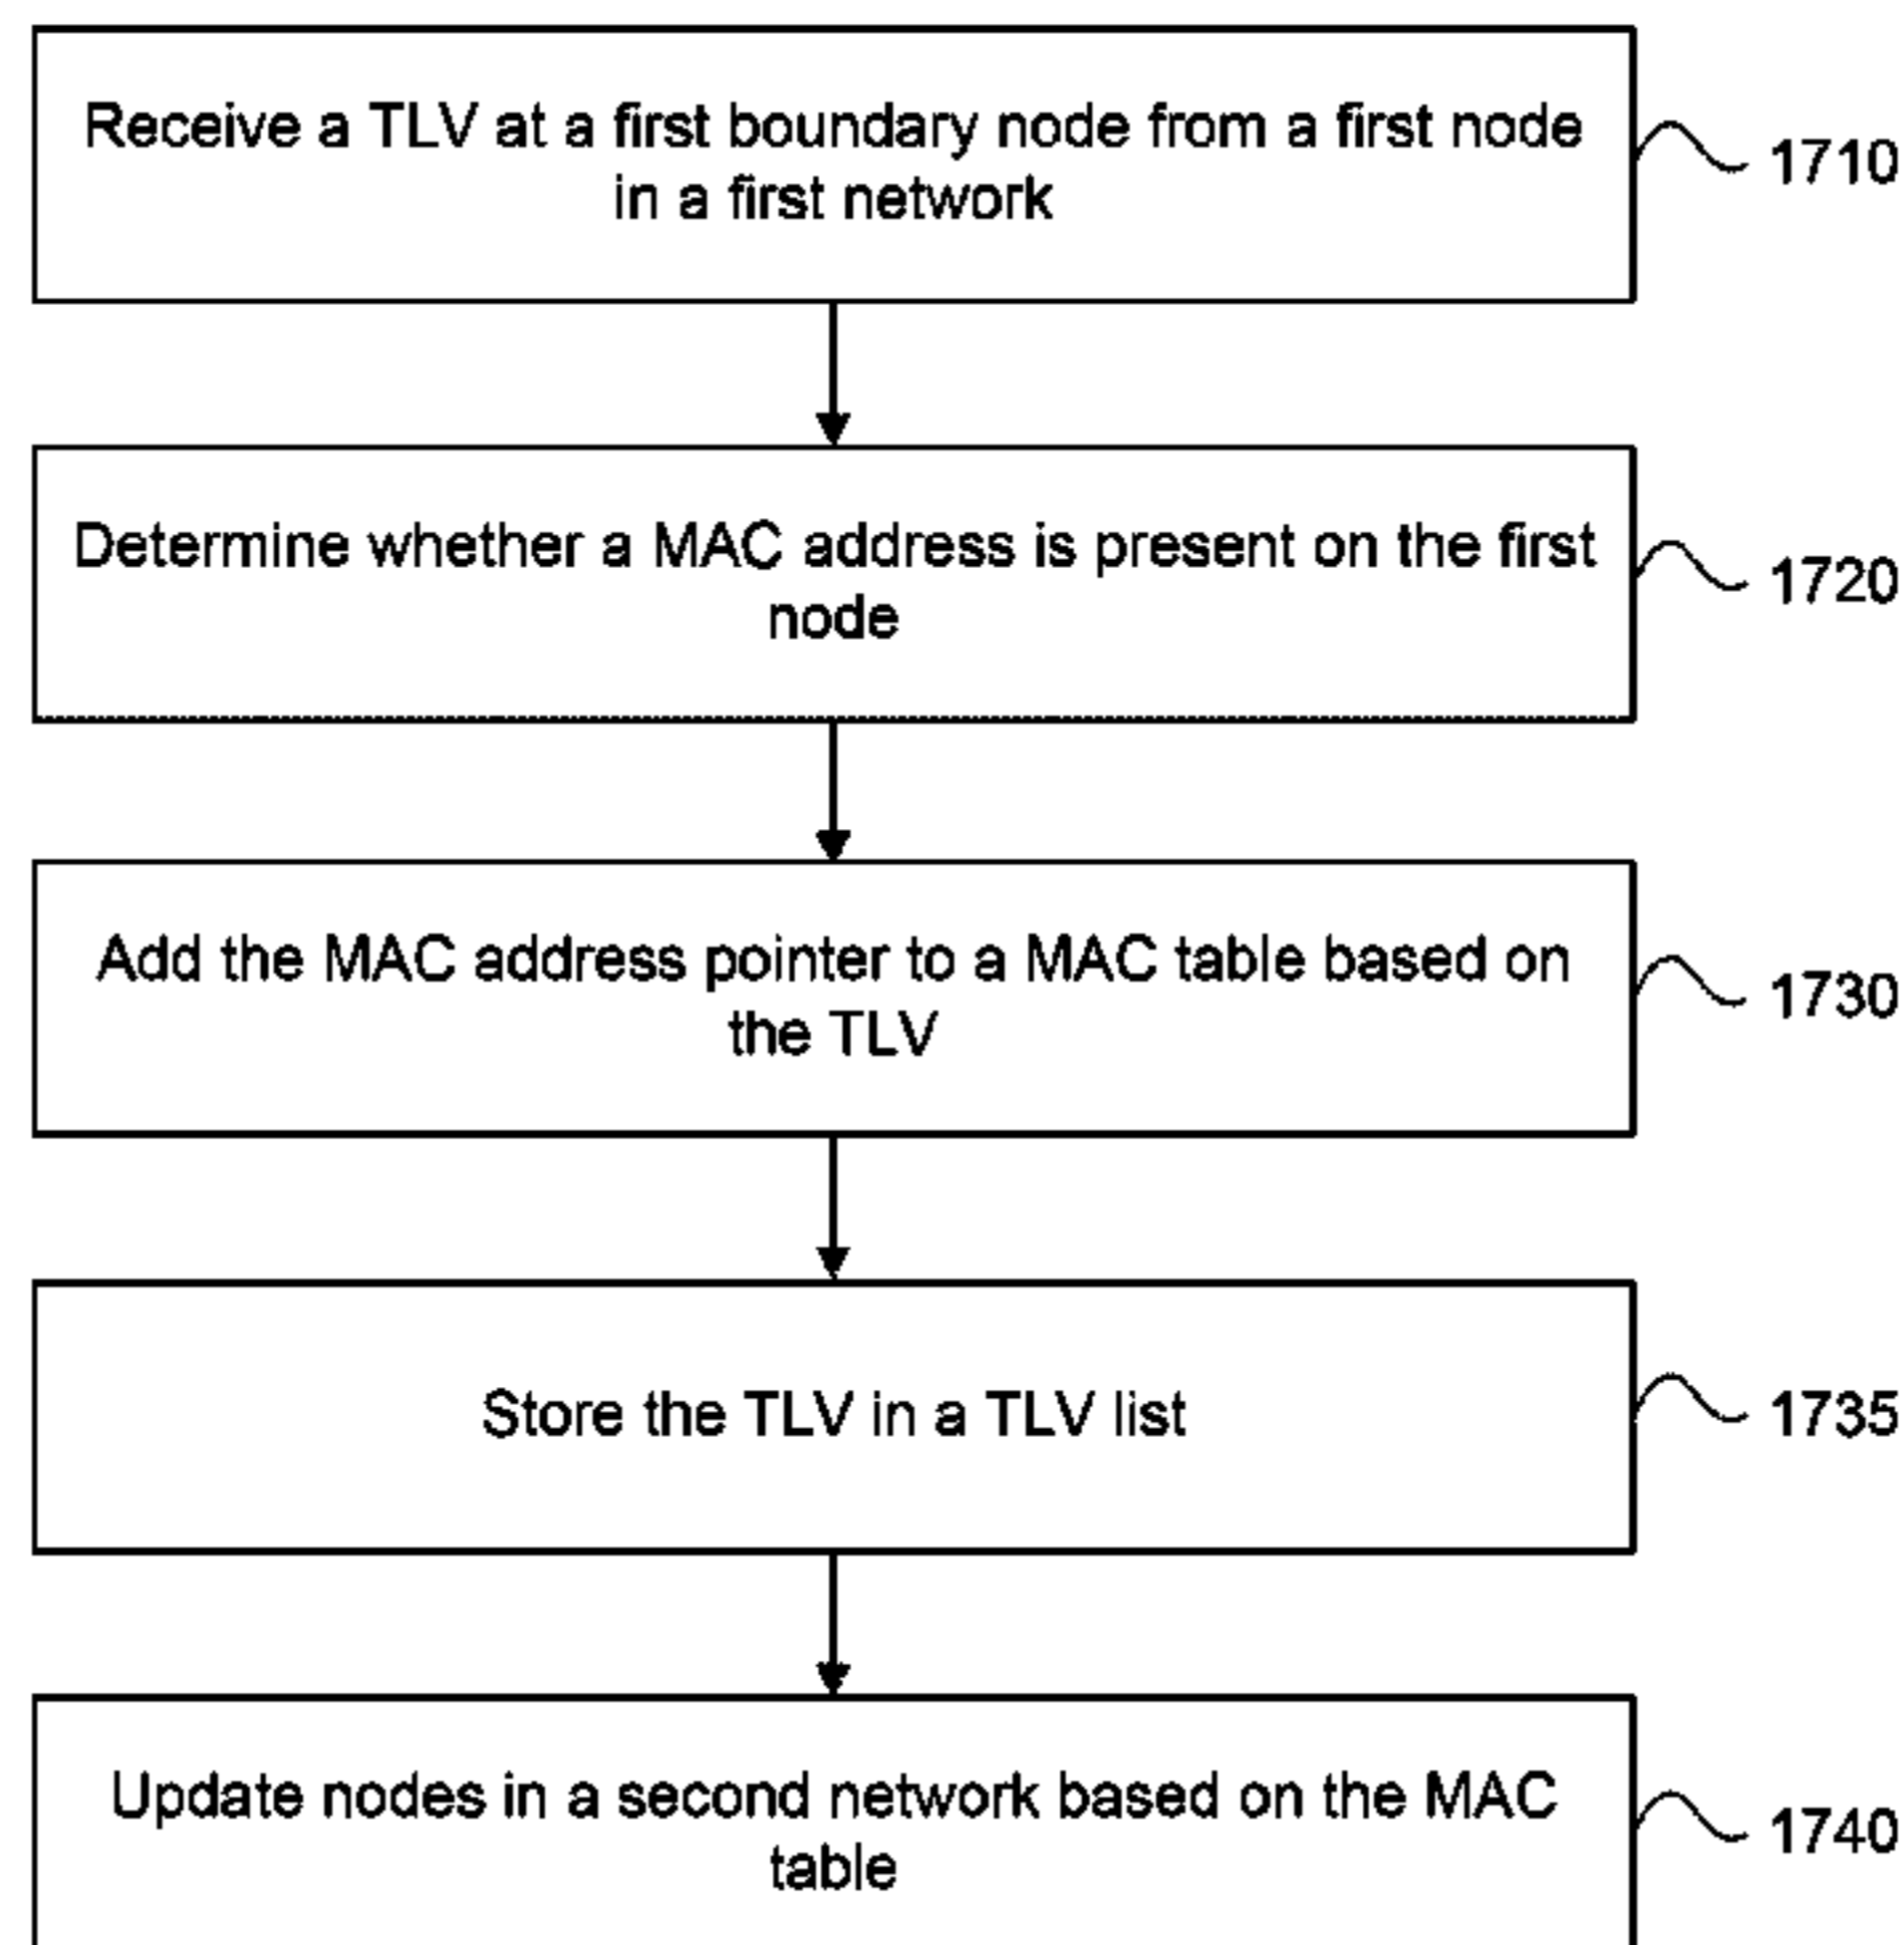 Receive a TLV at a first boundary node from a first node
in a first network
1710
Determine whether a MAC address is present on the first
node
1720
Add the MAC address pointer to a MAC table based on
the TLV
1730
Store the TLV in a TLV list
1735
Update nodes in a second network based on the MAC
table
1740